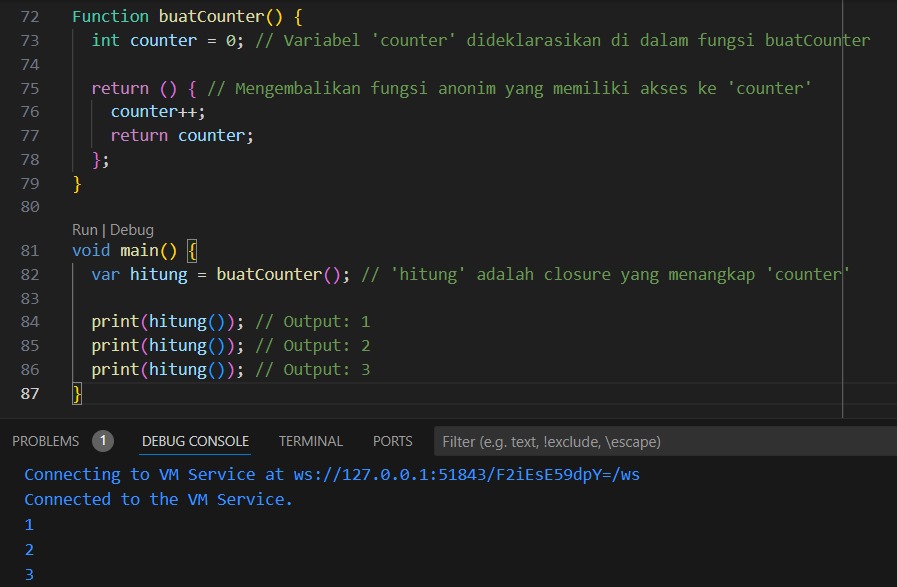 72 Function buatCounter() {
73 int counter = 0; // Variabel 'counter' dideklarasikan di dalam fungsi buatCounter
74
75 return () { // Mengembalikan fungsi anonim yang memiliki akses ke 'counter'
76 counter++;
77 return counter;
78 };
79 }
80
Run | Debug
81 void main() {
82 var hitung = buatCounter(); // 'hitung' adalah closure yang menangkap 'counter'
83
84 print(hitung()); // Output: 1
85 print(hitung()); // Output: 2
86 print(hitung()); // Output: 3
87 }
PROBLEMS 1 DEBUG CONSOLE TERMINAL PORTS Filter (e.g. text, !exclude, \escape)
Connecting to VM Service at ws://127.0.0.1:51843/F2iEsE59dpY=/ws
Connected to the VM Service.
1
2
3